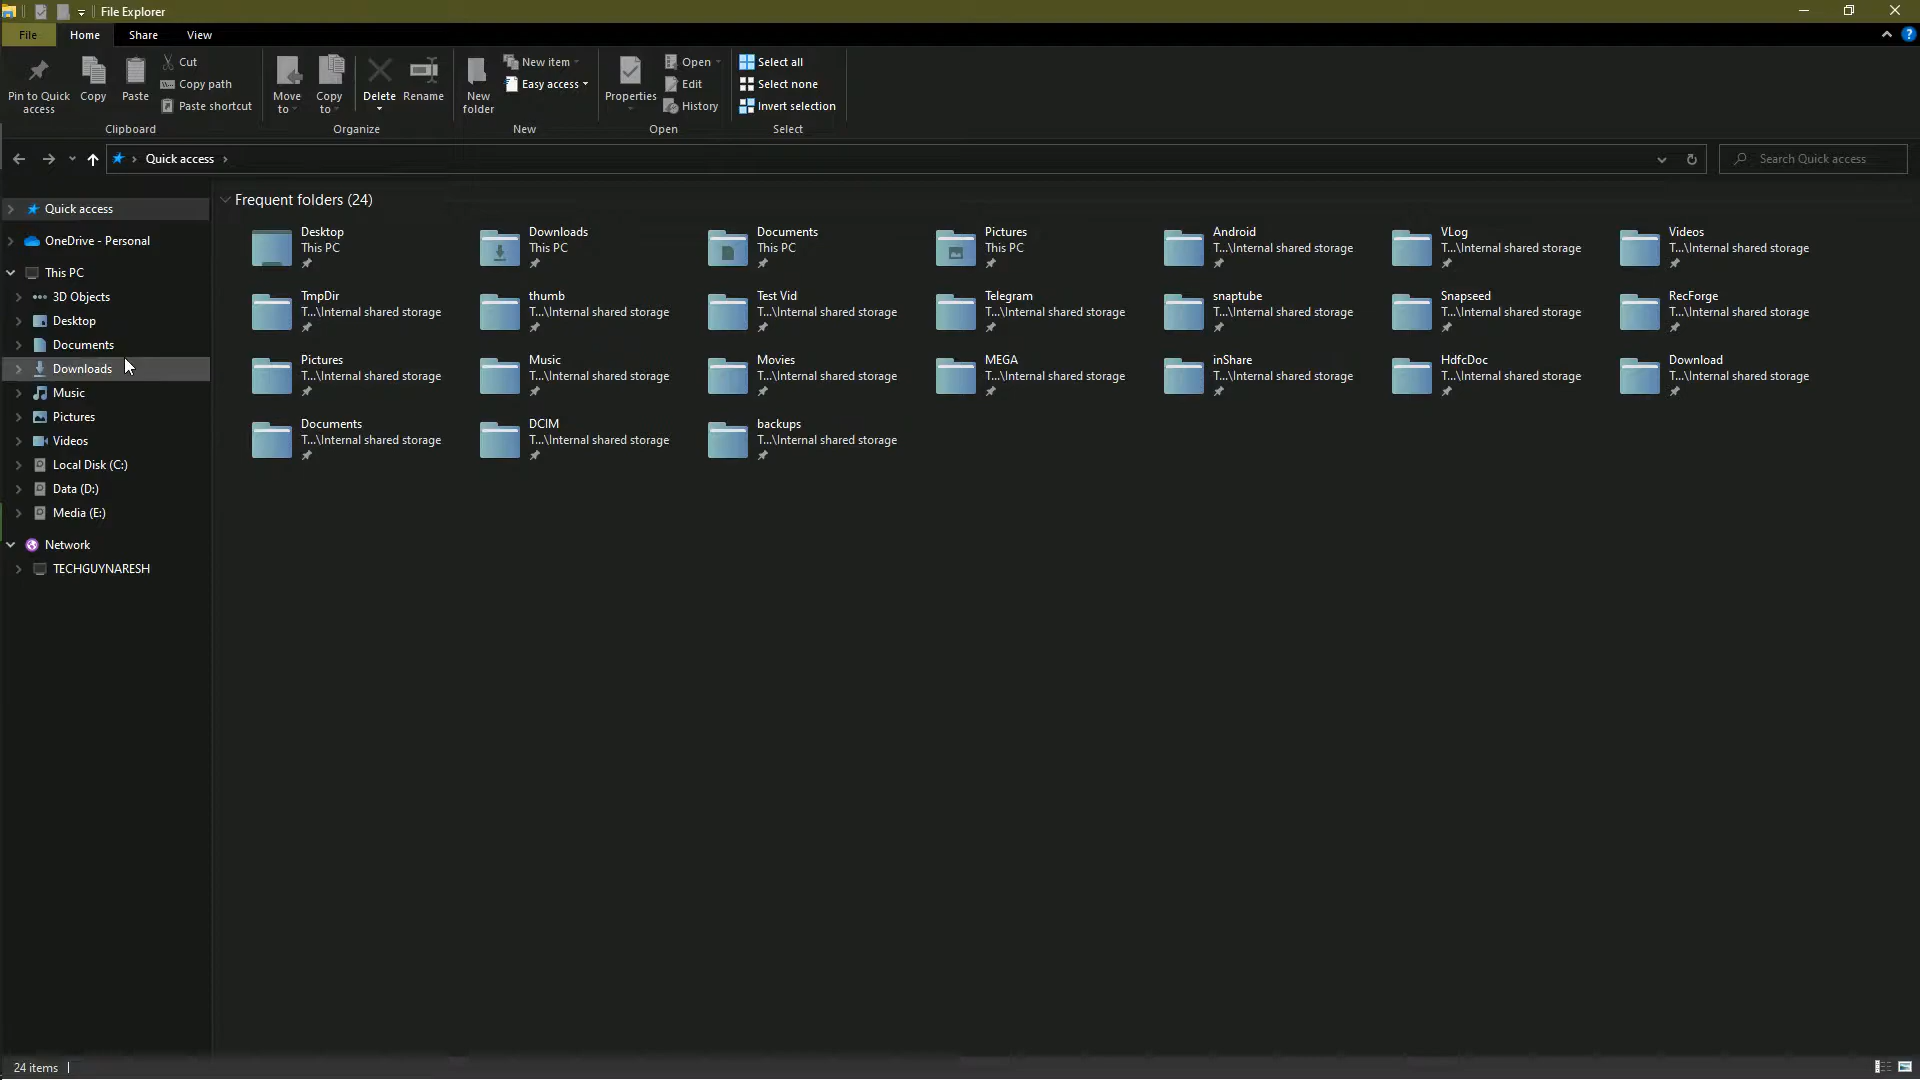 File Explorer
File Home Share View
Pin to Quick access
Copy
Paste
Cut
Copy path
Paste shortcut
Clipboard
Move to
Copy to
Delete
Rename
Organize
New folder
New item
Easy access
New
Properties
Open
Edit
History
Open
Select all
Select none
Invert selection
Select
Quick access
Search Quick access
Quick access
OneDrive - Personal
This PC
3D Objects
Desktop
Documents
Downloads
Music
Pictures
Videos
Local Disk (C:)
Data (D:)
Media (E:)
Network
TECHGUYNARESH
Frequent folders (24)
Desktop
This PC
Downloads
This PC
Documents
This PC
Pictures
This PC
Android
T...\Internal shared storage
VLog
T...\Internal shared storage
Videos
T...\Internal shared storage
TmpDir
T...\Internal shared storage
thumb
T...\Internal shared storage
Test Vid
T...\Internal shared storage
Telegram
T...\Internal shared storage
snaptube
T...\Internal shared storage
Snapseed
T...\Internal shared storage
RecForge
T...\Internal shared storage
Pictures
T...\Internal shared storage
Music
T...\Internal shared storage
Movies
T...\Internal shared storage
MEGA
T...\Internal shared storage
inShare
T...\Internal shared storage
HdfcDoc
T...\Internal shared storage
Download
T...\Internal shared storage
Documents
T...\Internal shared storage
DCIM
T...\Internal shared storage
backups
T...\Internal shared storage
24 items